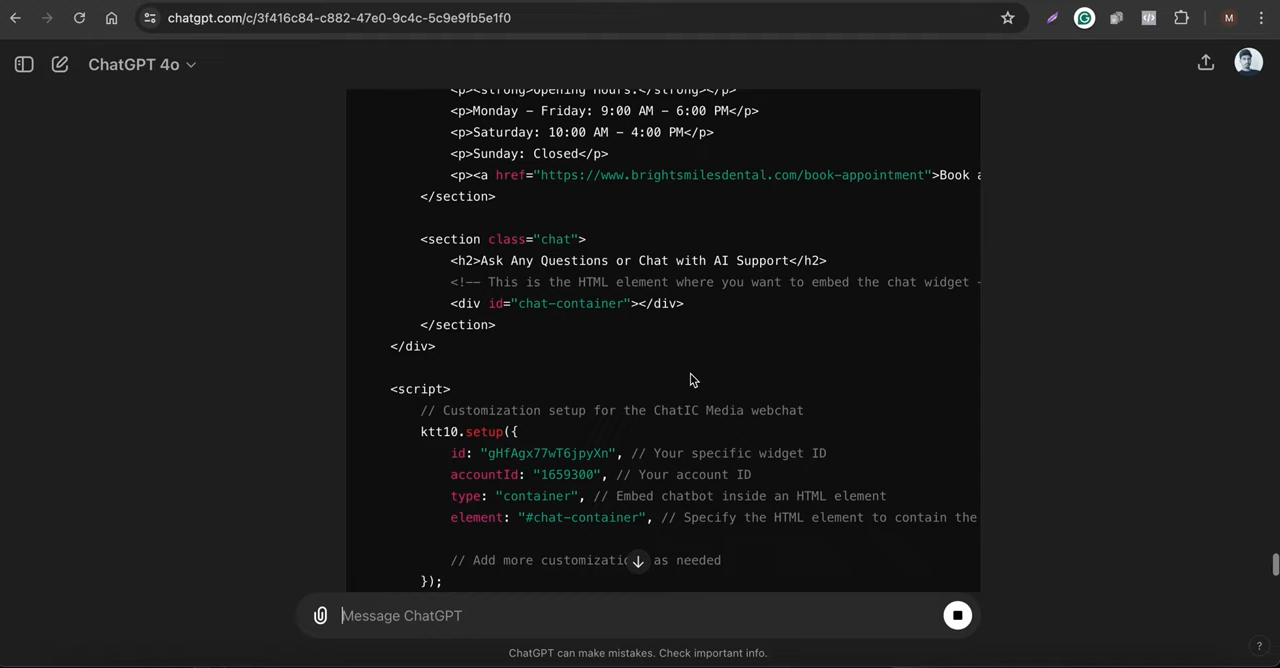 chatgpt.com/c/3f416c84-c882-47e0-9c4c-5c9e9fb5e1f0
M
ChatGPT 4o
<p><strong>Opening Hours:</strong></p>
<p>Monday - Friday: 9:00 AM - 6:00 PM</p>
<p>Saturday: 10:00 AM - 4:00 PM</p>
<p>Sunday: Closed</p>
<p><a href="https://www.brightsmilesdental.com/book-appointment">Book
</section>
<section class="chat">
<h2>Ask Any Questions or Chat with AI Support</h2>
<!-- This is the HTML element where you want to embed the chat widget
<div id="chat-container"></div>
</section>
</div>
<script>
// Customization setup for the ChatIC Media webchat
ktt10.setup({
id: "gHfAgx77wT6jpyXn", // Your specific widget ID
accountId: "1659300", // Your account ID
type: "container", // Embed chatbot inside an HTML element
element: "#chat-container", // Specify the HTML element to contain the
// Add more customizatio as needed
});
Message ChatGPT
ChatGPT can make mistakes. Check important info.
?